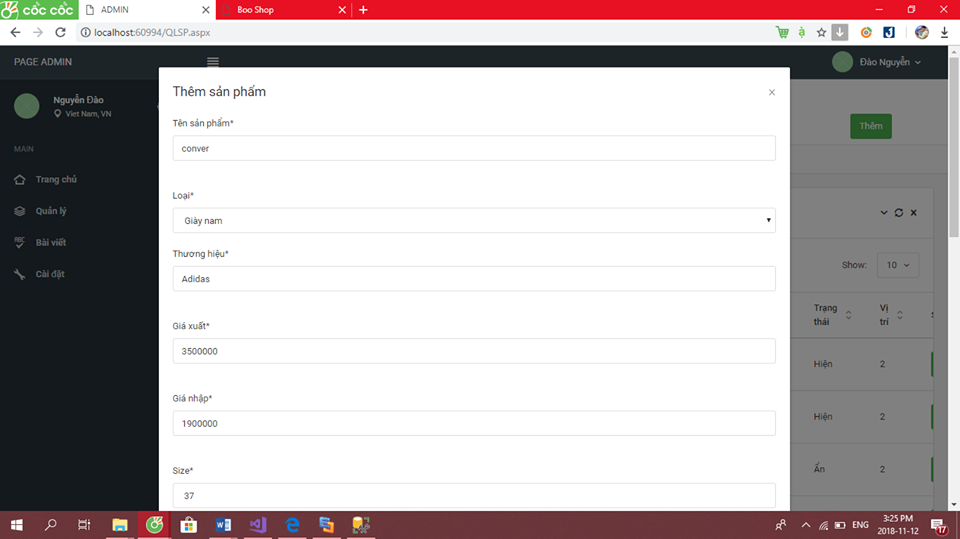 cốc cốc
ADMIN
Boo Shop
localhost:60994/QLSP.aspx
PAGE ADMIN
Đào Nguyễn
Nguyễn Đào
Viet Nam, VN
MAIN
Trang chủ
Quản lý
Bài viết
Cài đặt
Thêm sản phẩm
×
Tên sản phẩm*
conver
Loại*
Giày nam
Thương hiệu*
Adidas
Giá xuất*
3500000
Giá nhập*
1900000
Size*
37
Thêm
Show:
10
Trạng thái
Vị trí
Hiện
2
Hiện
2
Ẩn
2
ENG
3:25 PM
2018-11-12
17